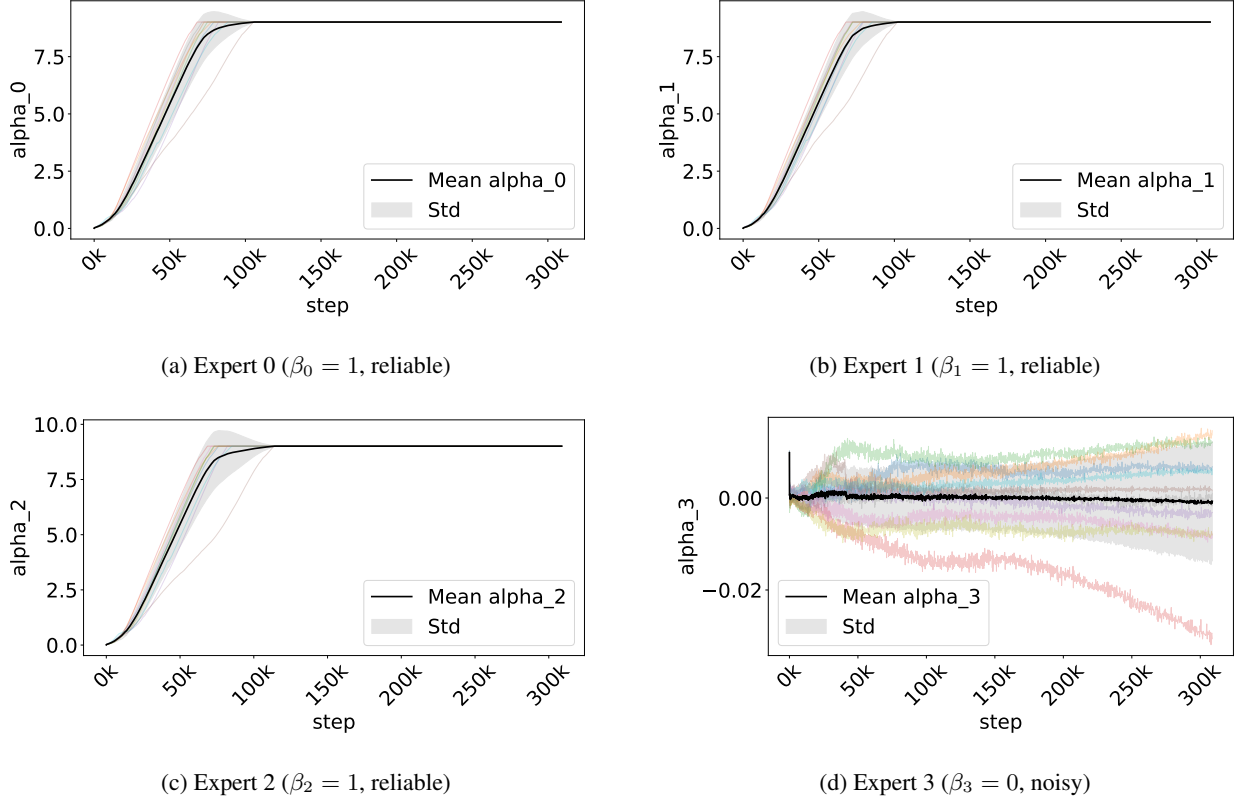 7.5
5.0
2.5
0.0
alpha_0
Mean alpha_0
Std
0k
50k
100k
150k
200k
250k
300k
step
(a) Expert 0 (β₀ = 1, reliable)
7.5
5.0
2.5
0.0
alpha_1
Mean alpha_1
Std
0k
50k
100k
150k
200k
250k
300k
step
(b) Expert 1 (β₁ = 1, reliable)
10.0
7.5
5.0
2.5
0.0
alpha_2
Mean alpha_2
Std
0k
50k
100k
150k
200k
250k
300k
step
(c) Expert 2 (β₂ = 1, reliable)
0.00
−0.02
alpha_3
Mean alpha_3
Std
0k
50k
100k
150k
200k
250k
300k
step
(d) Expert 3 (β₃ = 0, noisy)